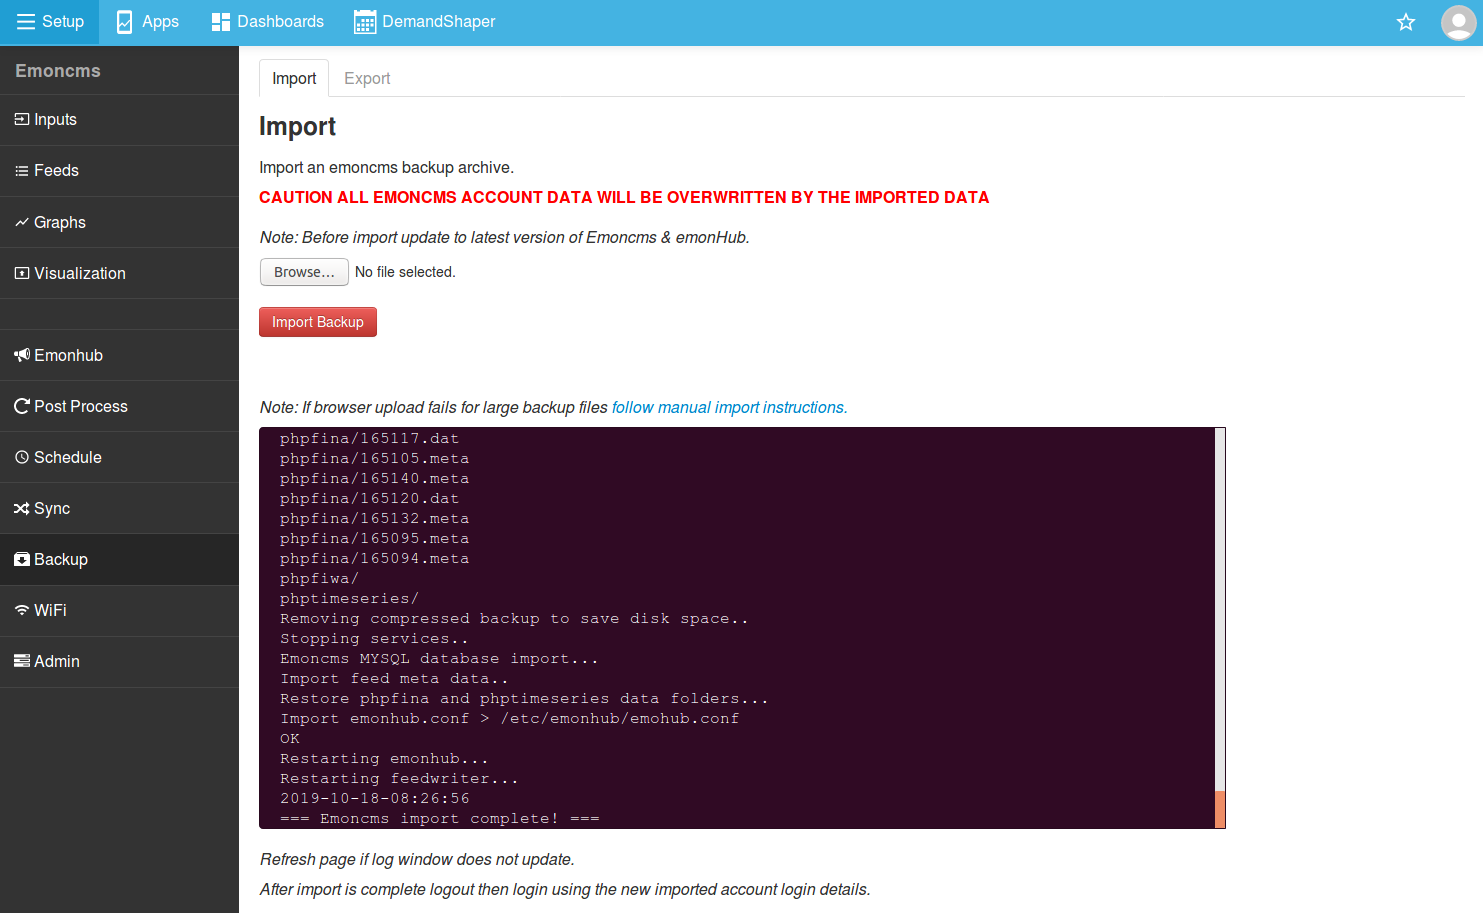 Setup Apps Dashboards DemandShaper
Emoncms
Inputs
Feeds
Graphs
Visualization
Emonhub
Post Process
Schedule
Sync
Backup
WiFi
Admin
Import Export
Import
Import an emoncms backup archive.
CAUTION ALL EMONCMS ACCOUNT DATA WILL BE OVERWRITTEN BY THE IMPORTED DATA
Note: Before import update to latest version of Emoncms & emonHub.
Browse... No file selected.
Import Backup
Note: If browser upload fails for large backup files follow manual import instructions.
phpfina/165117.dat
phpfina/165105.meta
phpfina/165140.meta
phpfina/165120.dat
phpfina/165132.meta
phpfina/165095.meta
phpfina/165094.meta
phpfiwa/
phptimeseries/
Removing compressed backup to save disk space..
Stopping services..
Emoncms MYSQL database import...
Import feed meta data..
Restore phpfina and phptimeseries data folders...
Import emonhub.conf > /etc/emonhub/emohub.conf
OK
Restarting emonhub...
Restarting feedwriter...
2019-10-18-08:26:56
=== Emoncms import complete! ===
Refresh page if log window does not update.
After import is complete logout then login using the new imported account login details.